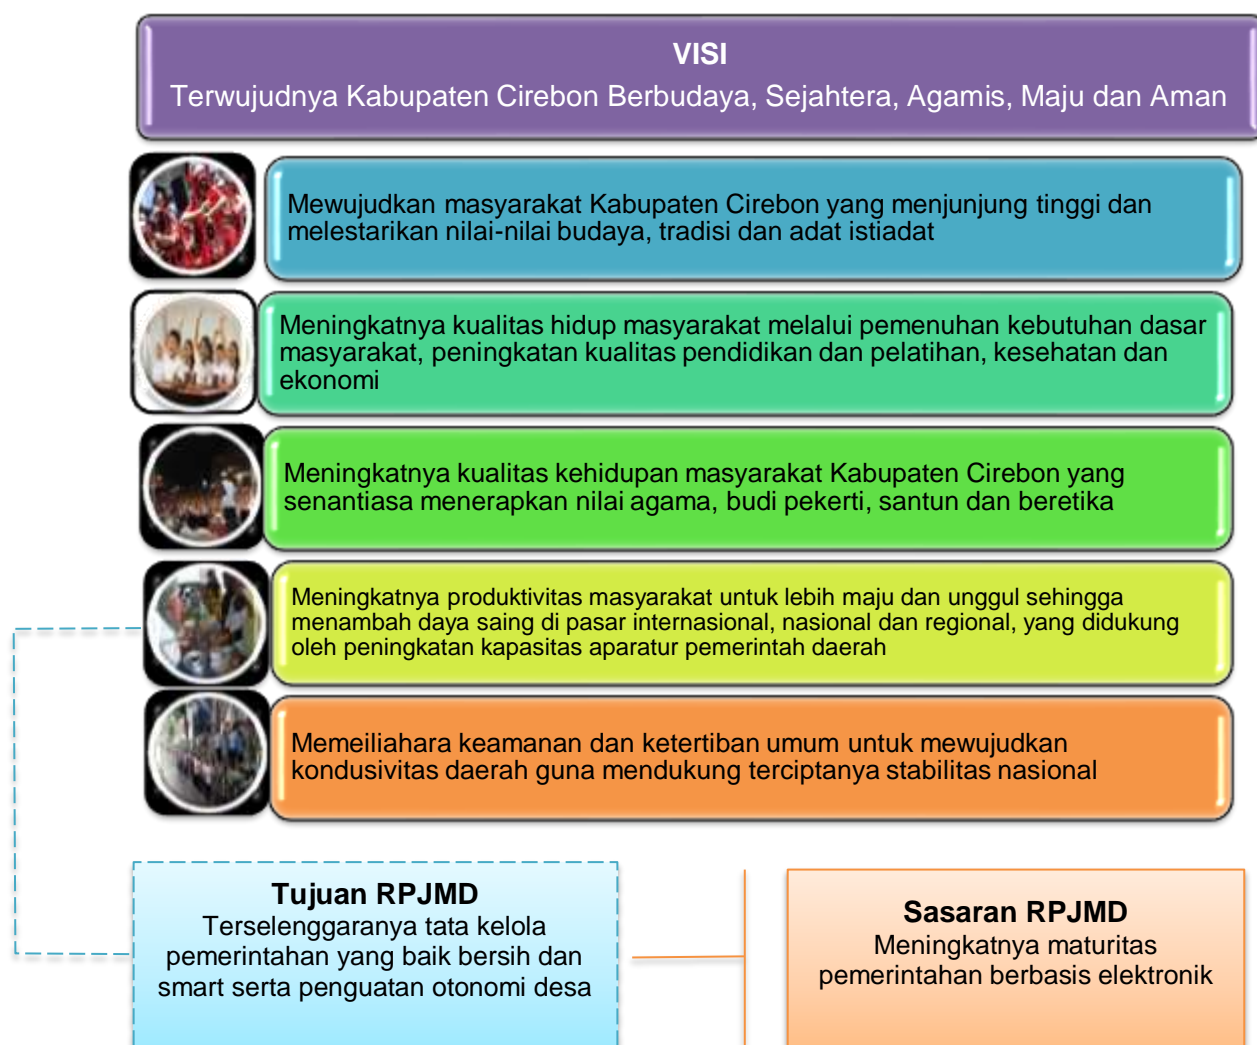 VISI
Terwujudnya Kabupaten Cirebon Berbudaya, Sejahtera, Agamis, Maju dan Aman
Mewujudkan masyarakat Kabupaten Cirebon yang menjunjung tinggi dan
melestarikan nilai-nilai budaya, tradisi dan adat istiadat
Meningkatnya kualitas hidup masyarakat melalui pemenuhan kebutuhan dasar
masyarakat, peningkatan kualitas pendidikan dan pelatihan, kesehatan dan
ekonomi
Meningkatnya kualitas kehidupan masyarakat Kabupaten Cirebon yang
senantiasa menerapkan nilai agama, budi pekerti, santun dan beretika
Meningkatnya produktivitas masyarakat untuk lebih maju dan unggul sehingga
menambah daya saing di pasar internasional, nasional dan regional, yang didukung
oleh peningkatan kapasitas aparatur pemerintah daerah
Memeiliahara keamanan dan ketertiban umum untuk mewujudkan
kondusivitas daerah guna mendukung terciptanya stabilitas nasional
Tujuan RPJMD
Terselenggaranya tata kelola
pemerintahan yang baik bersih dan
smart serta penguatan otonomi desa
Sasaran RPJMD
Meningkatnya maturitas
pemerintahan berbasis elektronik